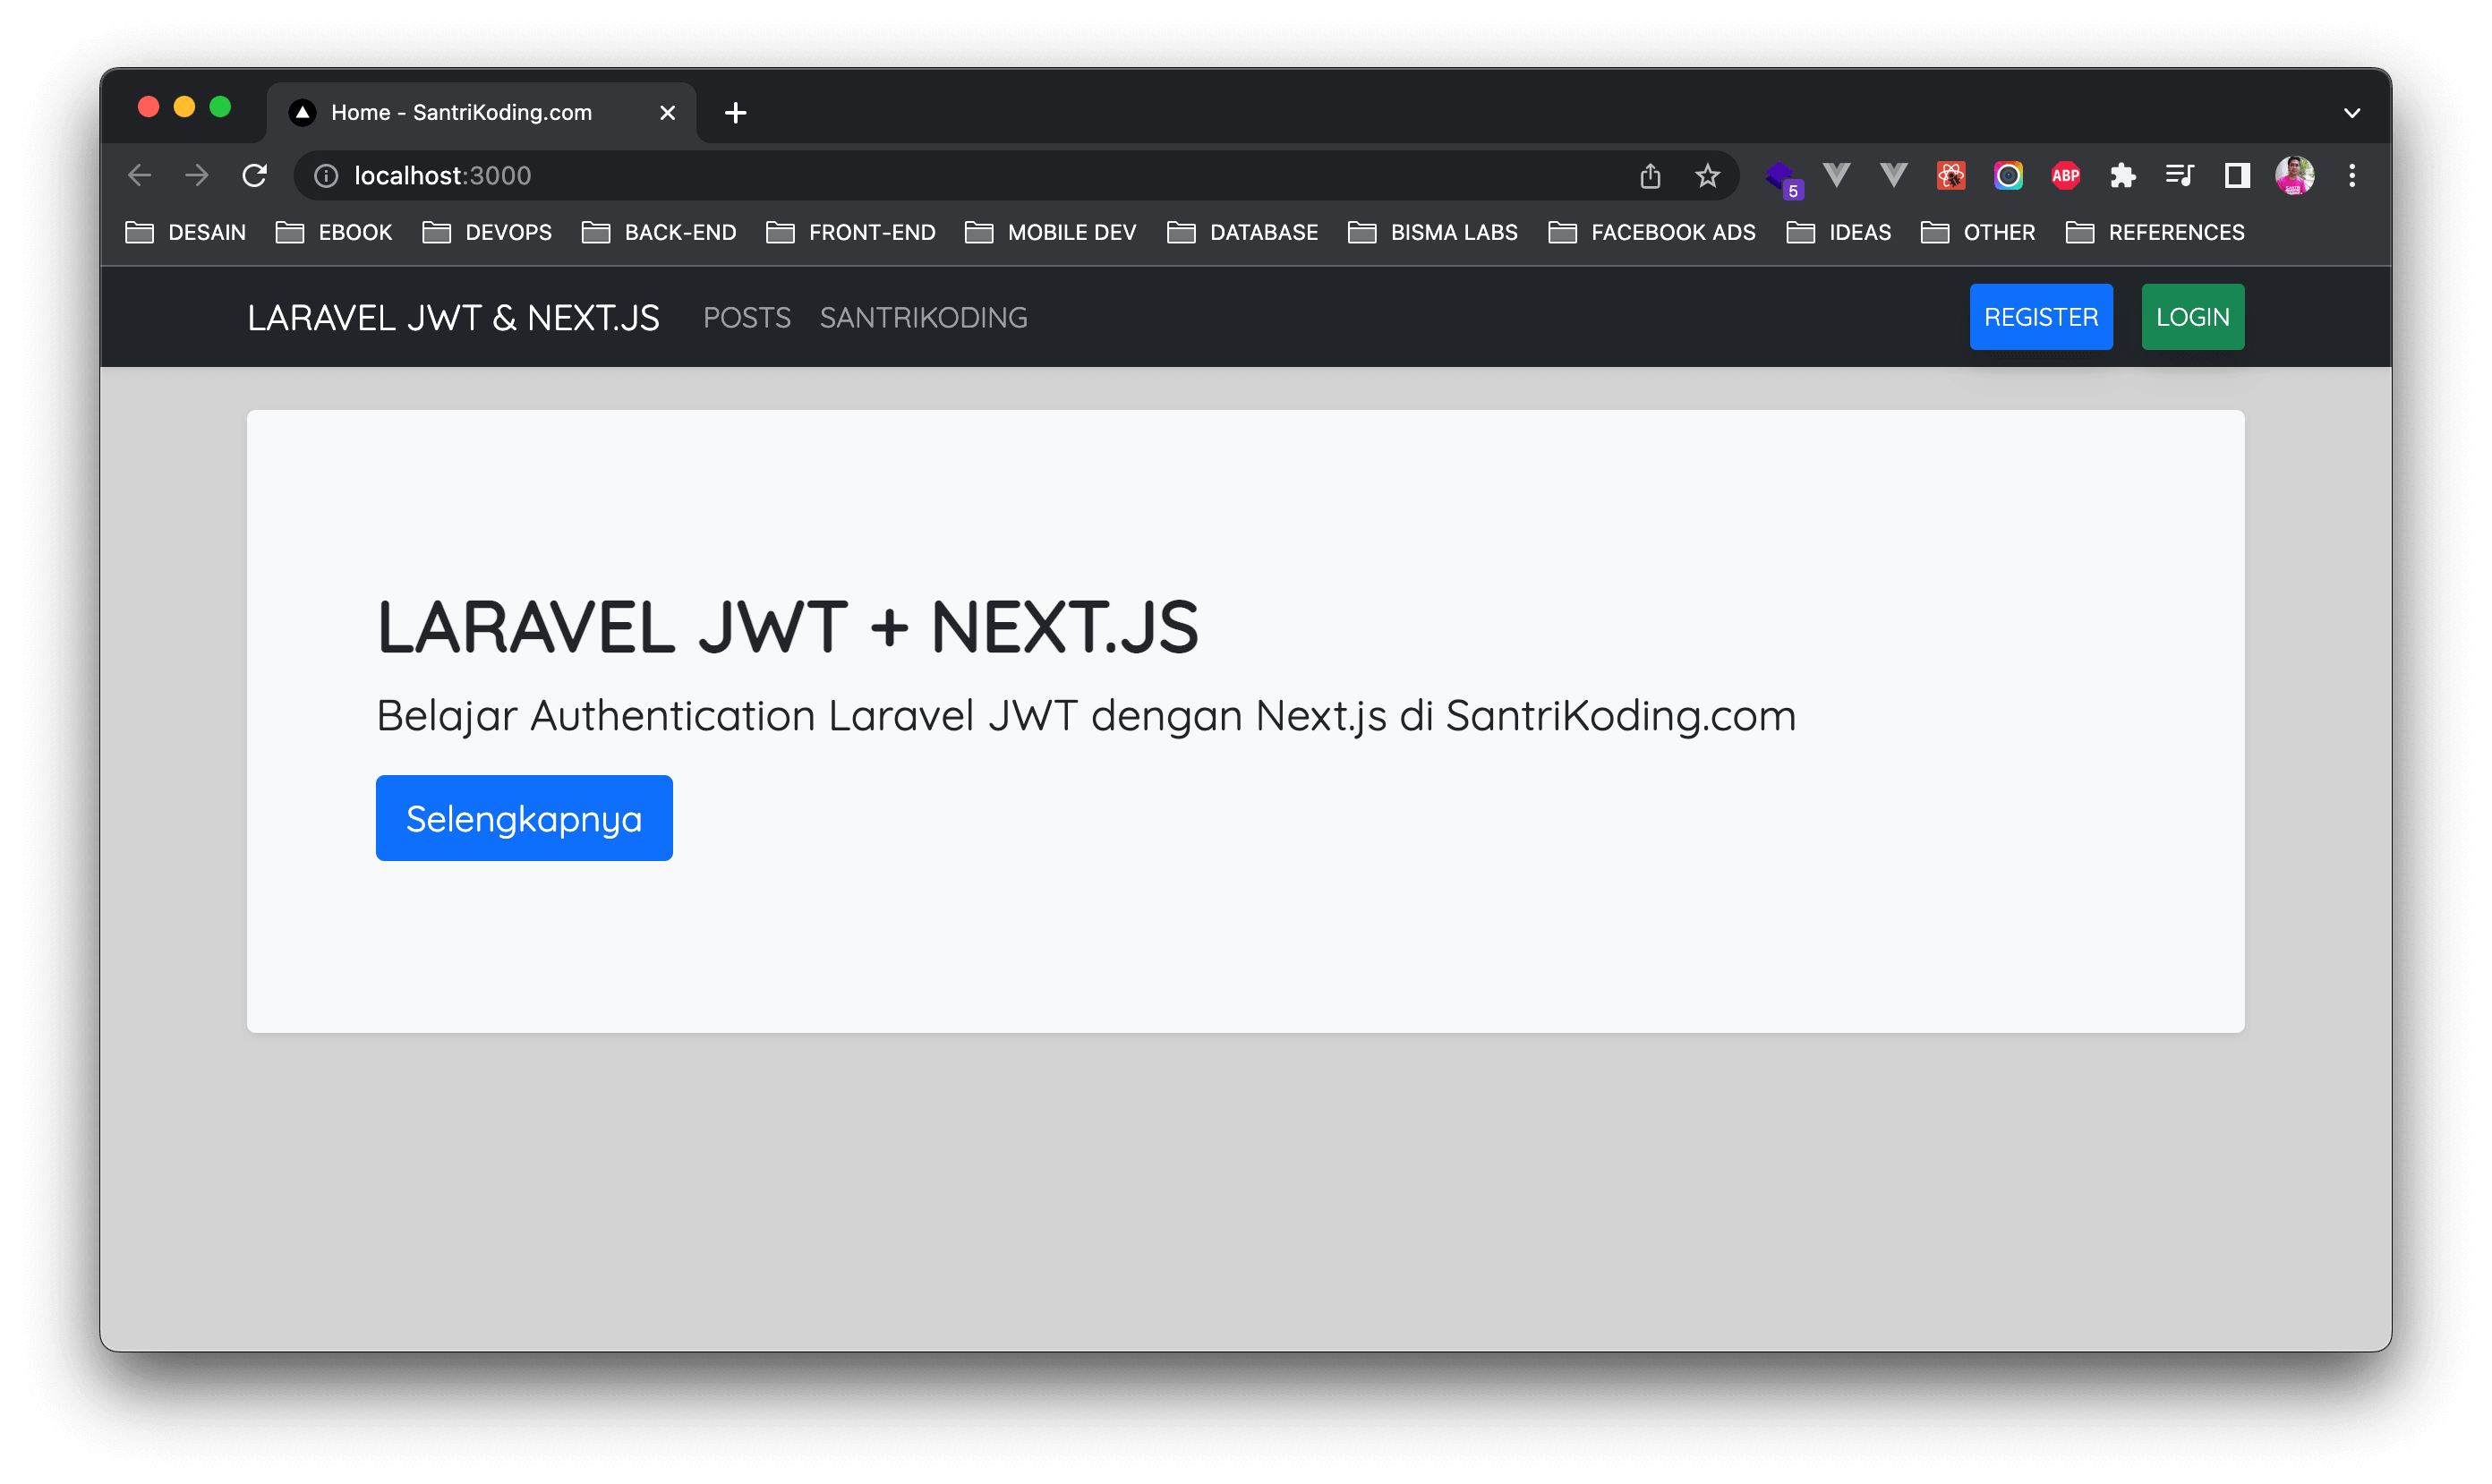 Home - SantriKoding.com
localhost:3000
5
ABP
DESAIN EBOOK DEVOPS BACK-END FRONT-END MOBILE DEV DATABASE BISMA LABS FACEBOOK ADS IDEAS OTHER REFERENCES
LARAVEL JWT & NEXT.JS POSTS SANTRIKODING REGISTER LOGIN
LARAVEL JWT + NEXT.JS
Belajar Authentication Laravel JWT dengan Next.js di SantriKoding.com
Selengkapnya